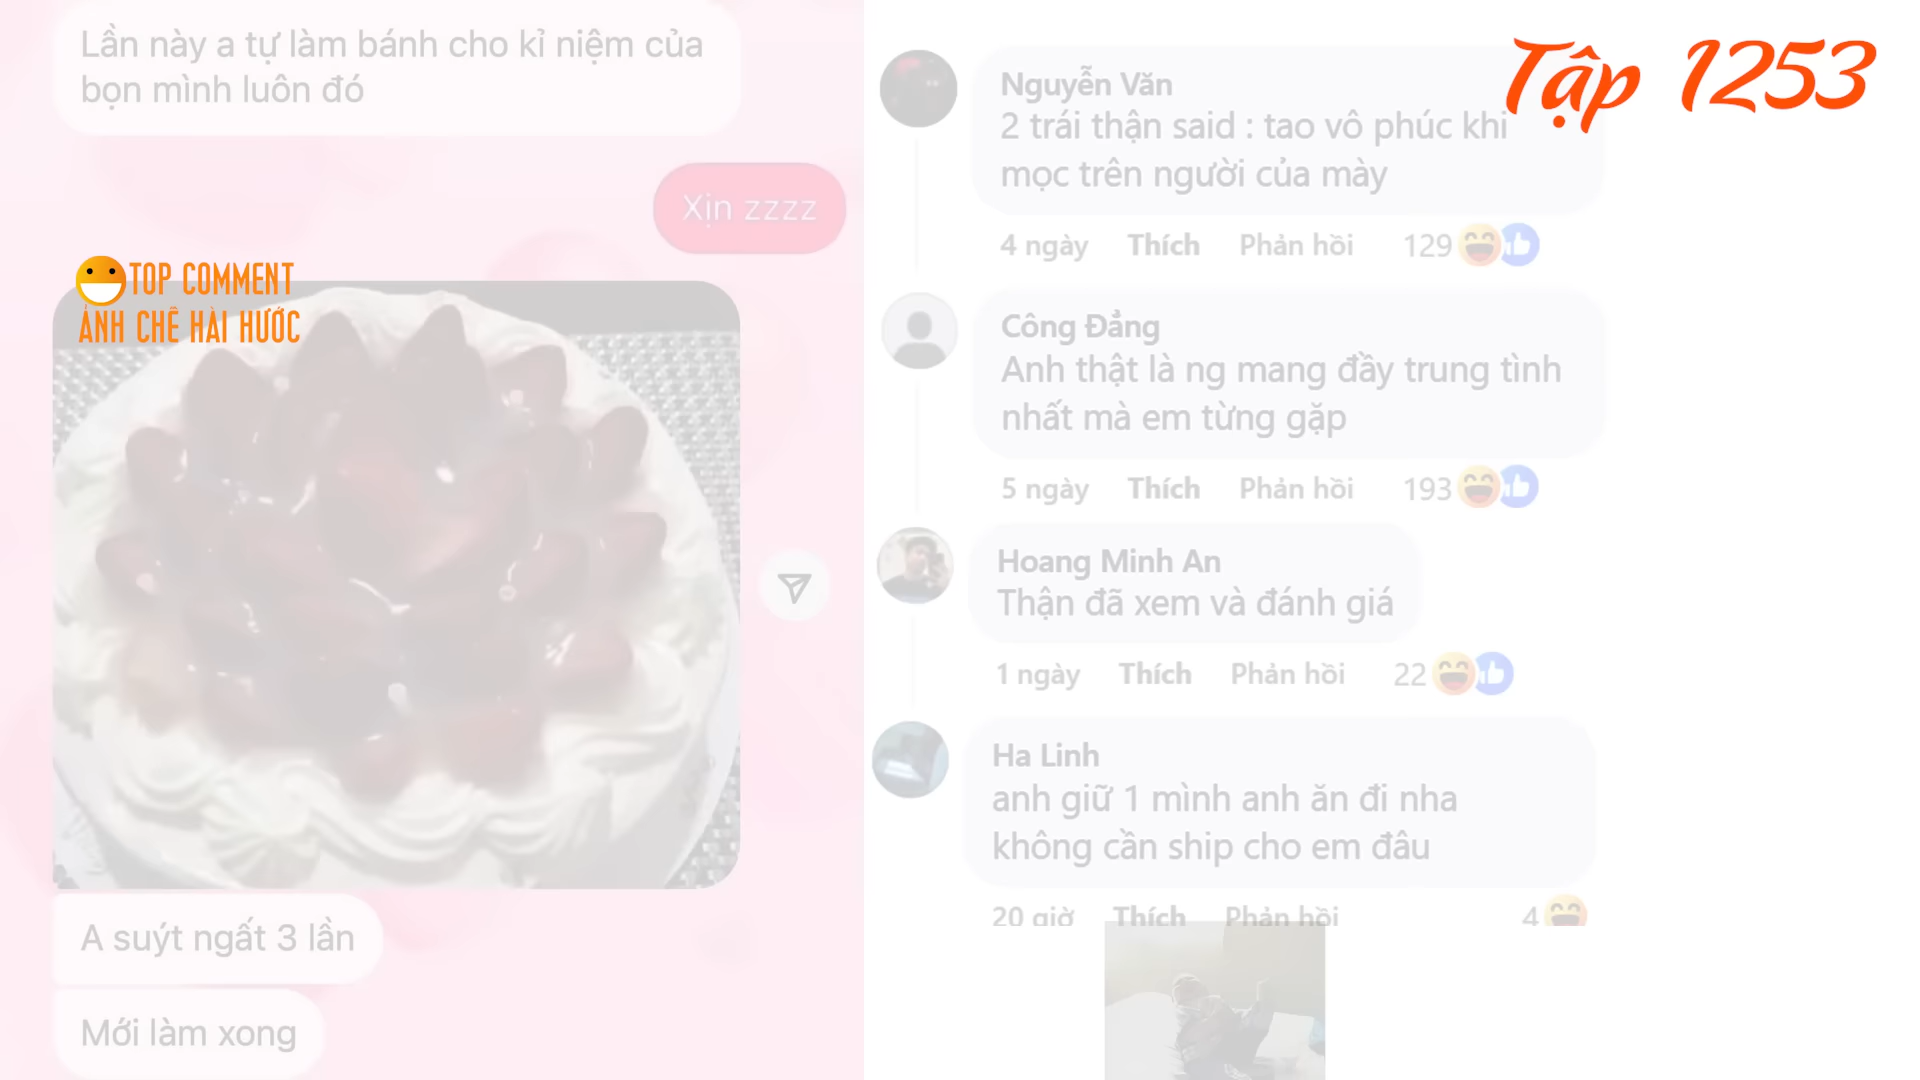 Lần này a tự làm bánh cho kỉ niệm của
bọn mình luôn đó
Xịn zzzz
TOP COMMENT
ẢNH CHẾ HÀI HƯỚC
A suýt ngất 3 lần
Mới làm xong
Tập 1253
Nguyễn Văn
2 trái thận said : tao vô phúc khi
mọc trên người của mày
4 ngày Thích Phản hồi 129
Công Đẳng
Anh thật là ng mang đầy trung tình
nhất mà em từng gặp
5 ngày Thích Phản hồi 193
Hoang Minh An
Thận đã xem và đánh giá
1 ngày Thích Phản hồi 22
Ha Linh
anh giữ 1 mình anh ăn đi nha
không cần ship cho em đâu
20 giờ Thích Phản hồi 4